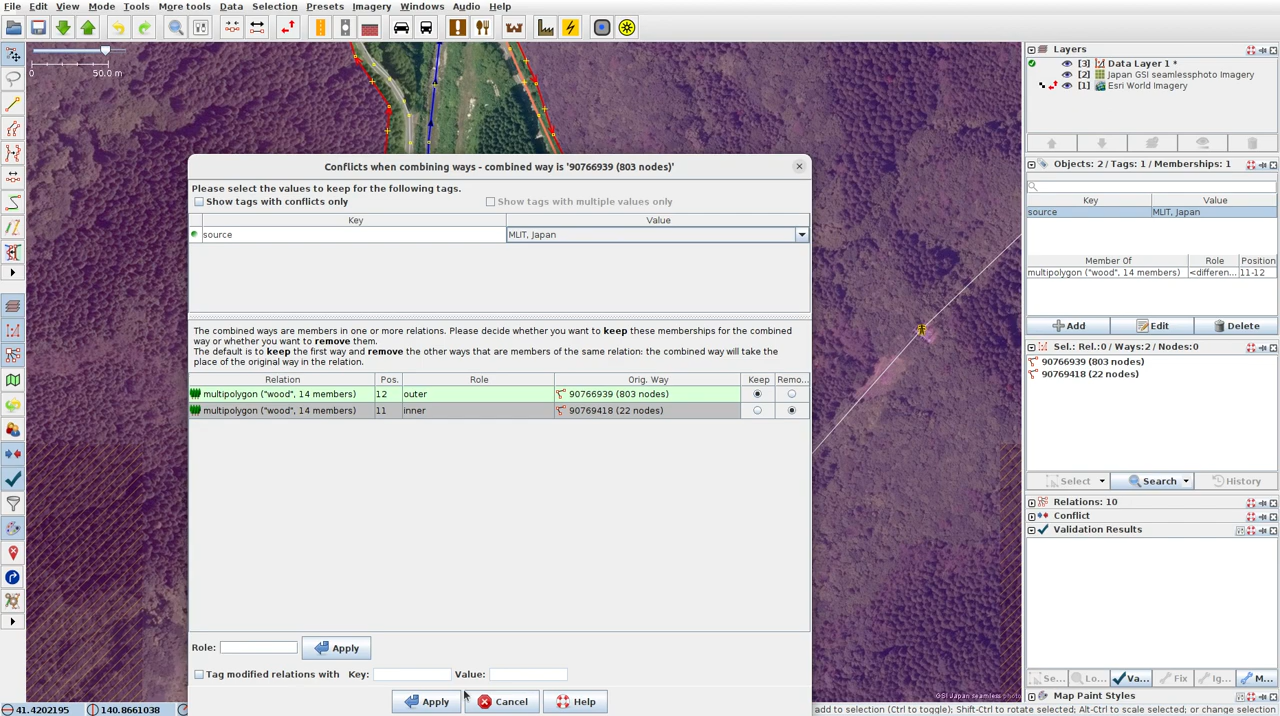 File Edit View Mode Tools More tools Data Selection Presets Imagery Windows Audio Help
0 50.0 m
Layers
[3] Data Layer 1 *
[2] Japan GSI seamlessphoto Imagery
[1] Esri World Imagery
Conflicts when combining ways - combined way is '90766939 (803 nodes)'
Please select the values to keep for the following tags.
Show tags with conflicts only Show tags with multiple values only
Key Value
source MLIT, Japan
The combined ways are members in one or more relations. Please decide whether you want to keep these memberships for the combined
way or whether you want to remove them.
The default is to keep the first way and remove the other ways that are members of the same relation: the combined way will take the
place of the original way in the relation.
Relation Pos. Role Orig. Way Keep Remo...
multipolygon ("wood", 14 members) 12 outer 90766939 (803 nodes)
multipolygon ("wood", 14 members) 11 inner 90769418 (22 nodes)
Role: Apply
Tag modified relations with Key: Value:
Apply Cancel Help
Objects: 2 / Tags: 1 / Memberships: 1
Key Value
source MLIT, Japan
Member Of Role Position
multipolygon ("wood", 14 members) <differen... 11-12
Add Edit Delete
Sel.: Rel.:0 / Ways:2 / Nodes:0
90766939 (803 nodes)
90769418 (22 nodes)
Select Search History
Relations: 10
Conflict
Validation Results
Se... Lo... Va... Fix Ig... M...
Map Paint Styles
GSI Japan seamless photo
41.4202195 140.8661038 add to selection (Ctrl to toggle); Shift-Ctrl to rotate selected; Alt-Ctrl to scale selected; or change selection